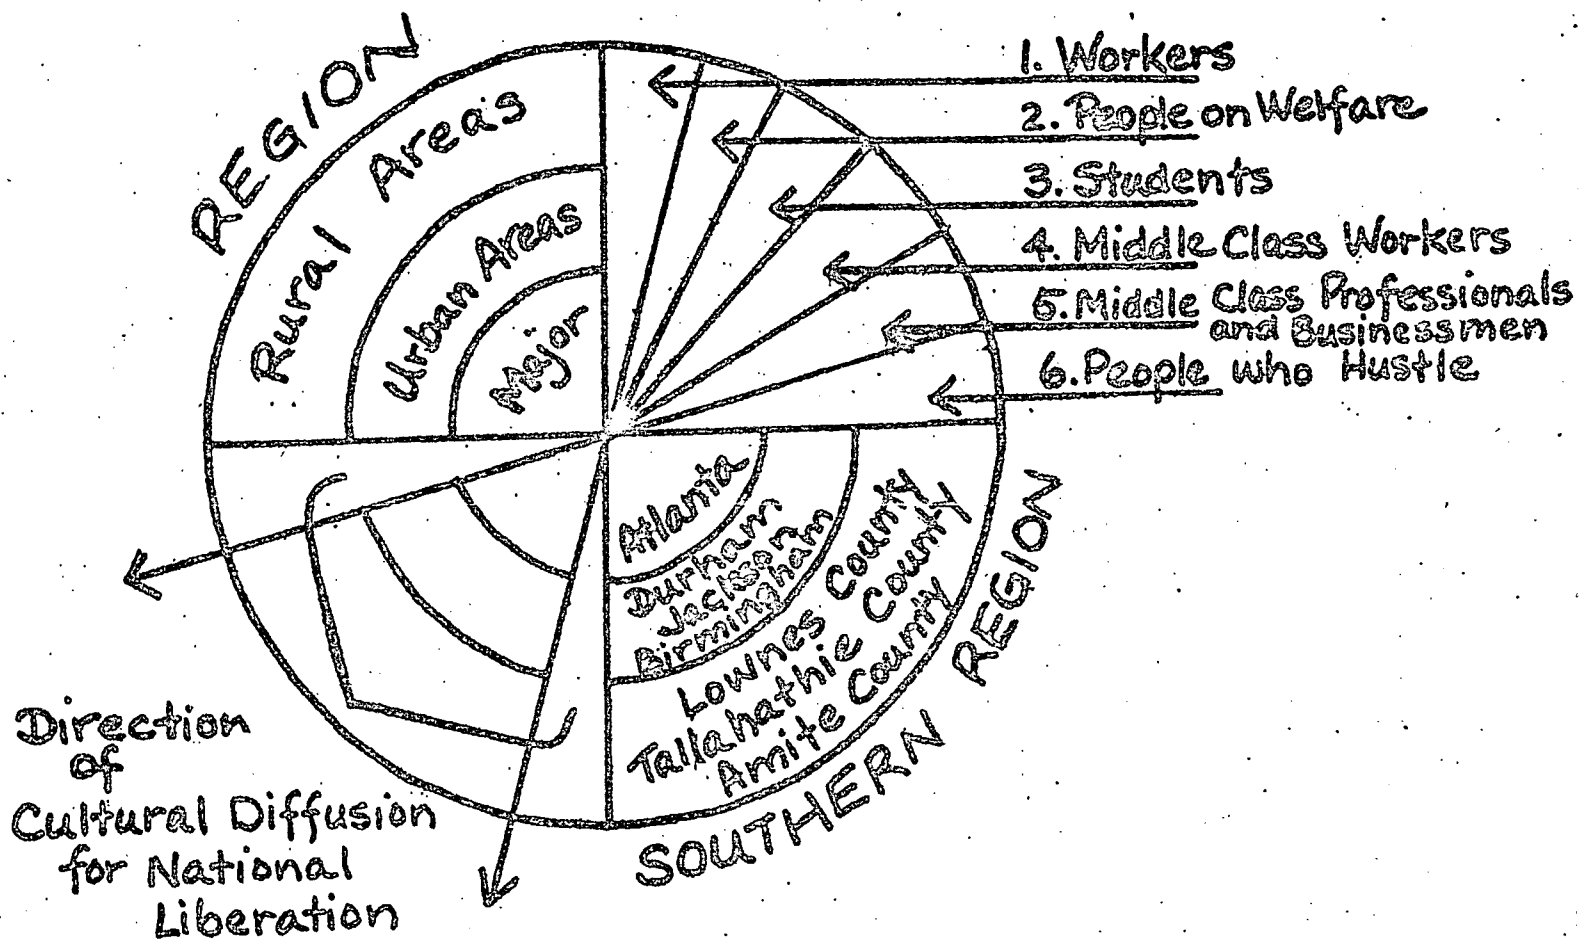 REGION
Rural Areas
Urban Areas
Major
1. Workers
2. People on Welfare
3. Students
4. Middle Class Workers
5. Middle Class Professionals
and Businessmen
6. People who Hustle
Atlanta
Durham
Jackson
Birmingham
Lownes County
Tallahathie County
Amite County
SOUTHERN REGION
Direction
of
Cultural Diffusion
for National
Liberation